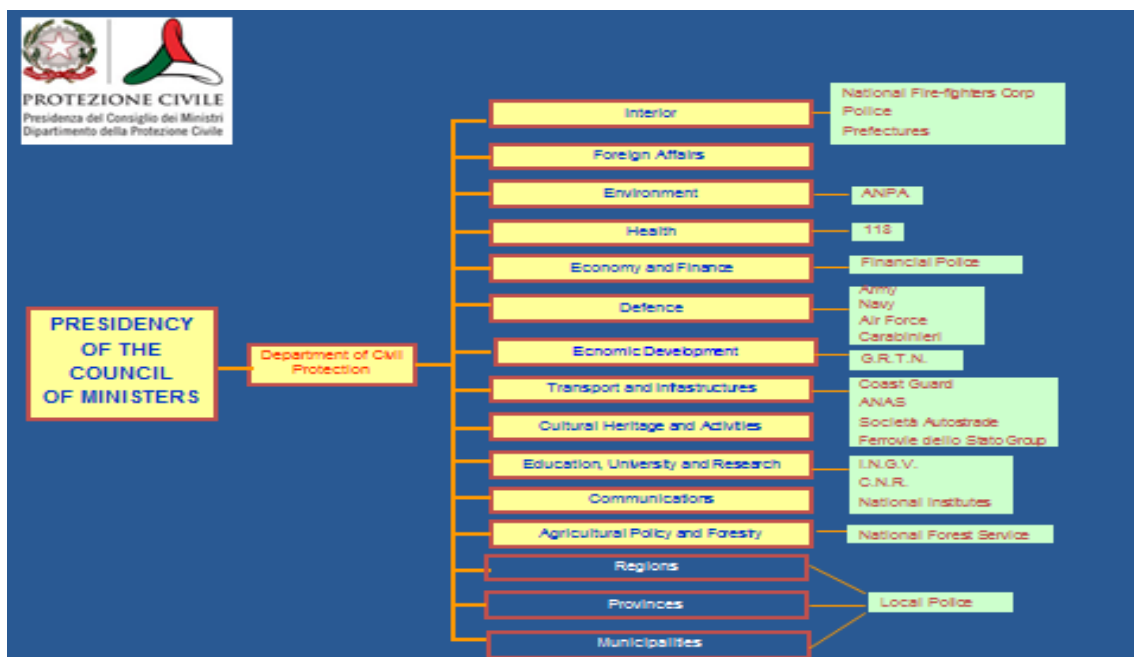 PROTEZIONE CIVILE
Presidenza del Consiglio dei Ministri
Dipartimento della Protezione Civile
PRESIDENCY
OF THE
COUNCIL
OF MINISTERS
Department of Civil
Protection
Interior
National Fire-fighters Corp
Police
Prefectures
Foreign Affairs
Environment
ANPA
Health
118
Economy and Finance
Financial Police
Defence
Army
Navy
Air Force
Carabinieri
Ecnomic Development
G.R.T.N.
Transport and Infastructures
Coast Guard
ANAS
Società Autostrade
Ferrovie dello Stato Group
Cultural Heritage and Activities
Education, University and Research
I.N.G.V.
C.N.R.
National Institutes
Communications
Agricultural Policy and Forestry
National Forest Service
Regions
Provinces
Municipalities
Local Police